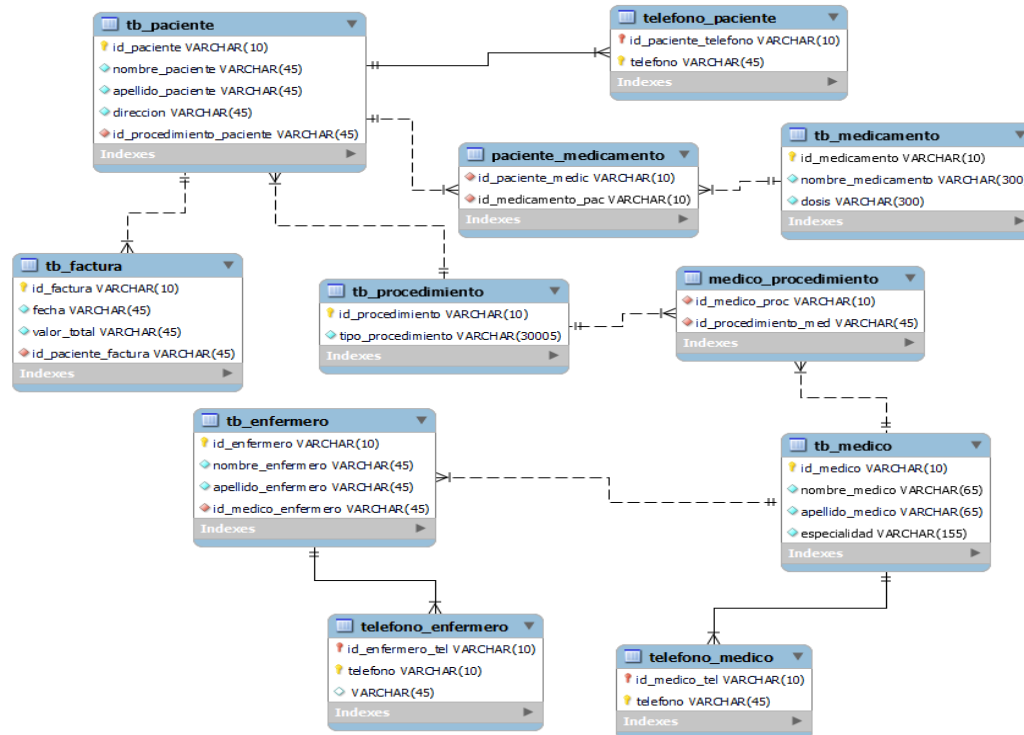 tb_paciente
id_paciente VARCHAR(10)
nombre_paciente VARCHAR(45)
apellido_paciente VARCHAR(45)
direccion VARCHAR(45)
id_procedimiento_paciente VARCHAR(45)
Indexes
telefono_paciente
id_paciente_telefono VARCHAR(10)
telefono VARCHAR(45)
Indexes
paciente_medicamento
id_paciente_medic VARCHAR(10)
id_medicamento_pac VARCHAR(10)
Indexes
tb_medicamento
id_medicamento VARCHAR(10)
nombre_medicamento VARCHAR(300
dosis VARCHAR(300)
Indexes
tb_factura
id_factura VARCHAR(10)
fecha VARCHAR(45)
valor_total VARCHAR(45)
id_paciente_factura VARCHAR(45)
Indexes
tb_procedimiento
id_procedimiento VARCHAR(10)
tipo_procedimiento VARCHAR(30005)
Indexes
medico_procedimiento
id_medico_proc VARCHAR(10)
id_procedimiento_med VARCHAR(45)
Indexes
tb_enfermero
id_enfermero VARCHAR(10)
nombre_enfermero VARCHAR(45)
apellido_enfermero VARCHAR(45)
id_medico_enfermero VARCHAR(45)
Indexes
tb_medico
id_medico VARCHAR(10)
nombre_medico VARCHAR(65)
apellido_medico VARCHAR(65)
especialidad VARCHAR(155)
Indexes
telefono_enfermero
id_enfermero_tel VARCHAR(10)
telefono VARCHAR(10)
VARCHAR(45)
Indexes
telefono_medico
id_medico_tel VARCHAR(10)
telefono VARCHAR(45)
Indexes